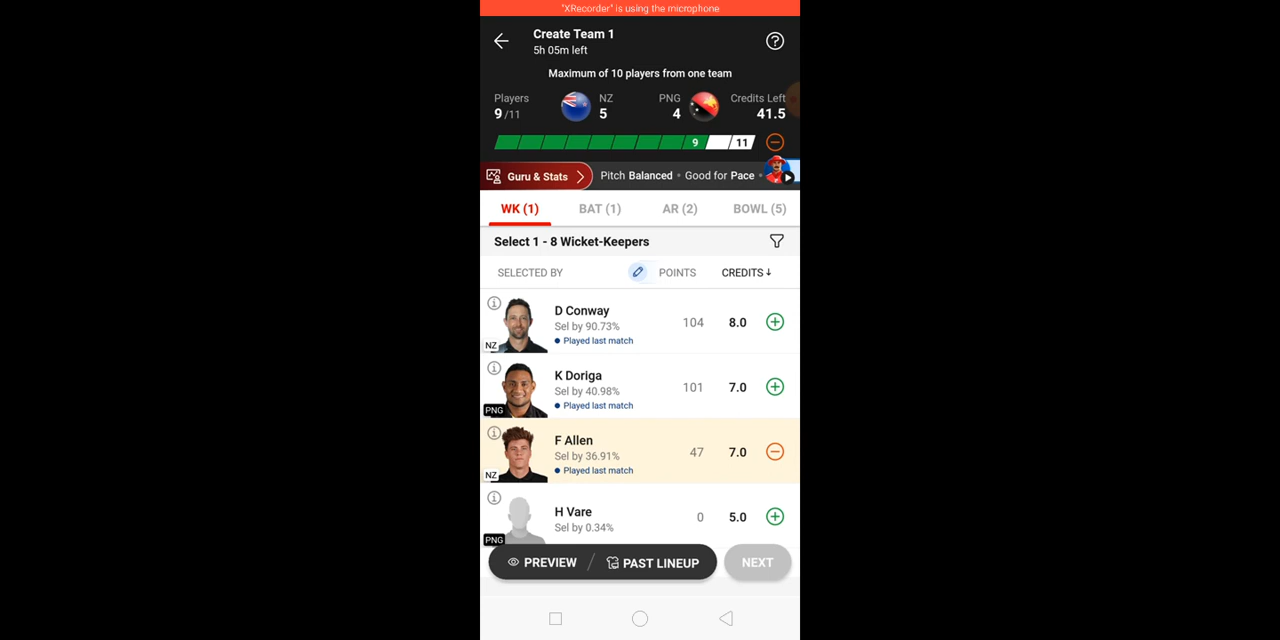 "XRecorder" is using the microphone
Create Team 1
5h 05m left
Maximum of 10 players from one team
Players NZ PNG Credits Left
9/11 5 4 41.5
9 11
Guru & Stats Pitch Balanced • Good for Pace •
WK (1) BAT (1) AR (2) BOWL (5)
Select 1 - 8 Wicket-Keepers
SELECTED BY POINTS CREDITS↓
D Conway
Sel by 90.73% 104 8.0
NZ • Played last match
K Doriga
Sel by 40.98% 101 7.0
PNG • Played last match
F Allen
Sel by 36.91% 47 7.0
NZ • Played last match
H Vare
Sel by 0.34% 0 5.0
PNG
PREVIEW / PAST LINEUP NEXT